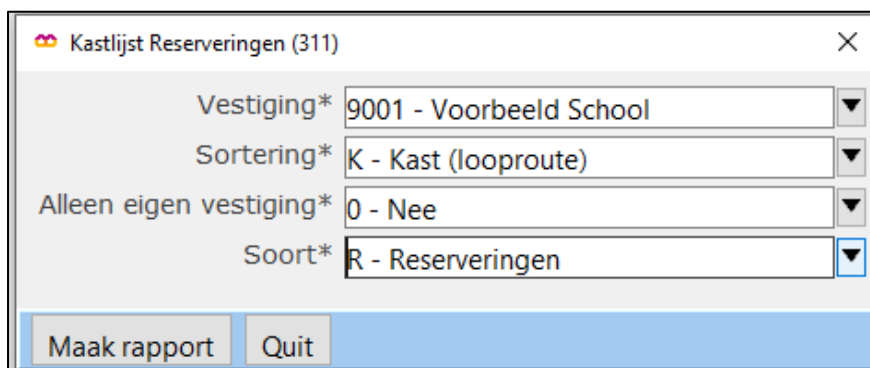 Kastlijst Reserveringen (311)
Vestiging* 9001 - Voorbeeld School
Sortering* K - Kast (looproute)
Alleen eigen vestiging* 0 - Nee
Soort* R - Reserveringen
Maak rapport Quit